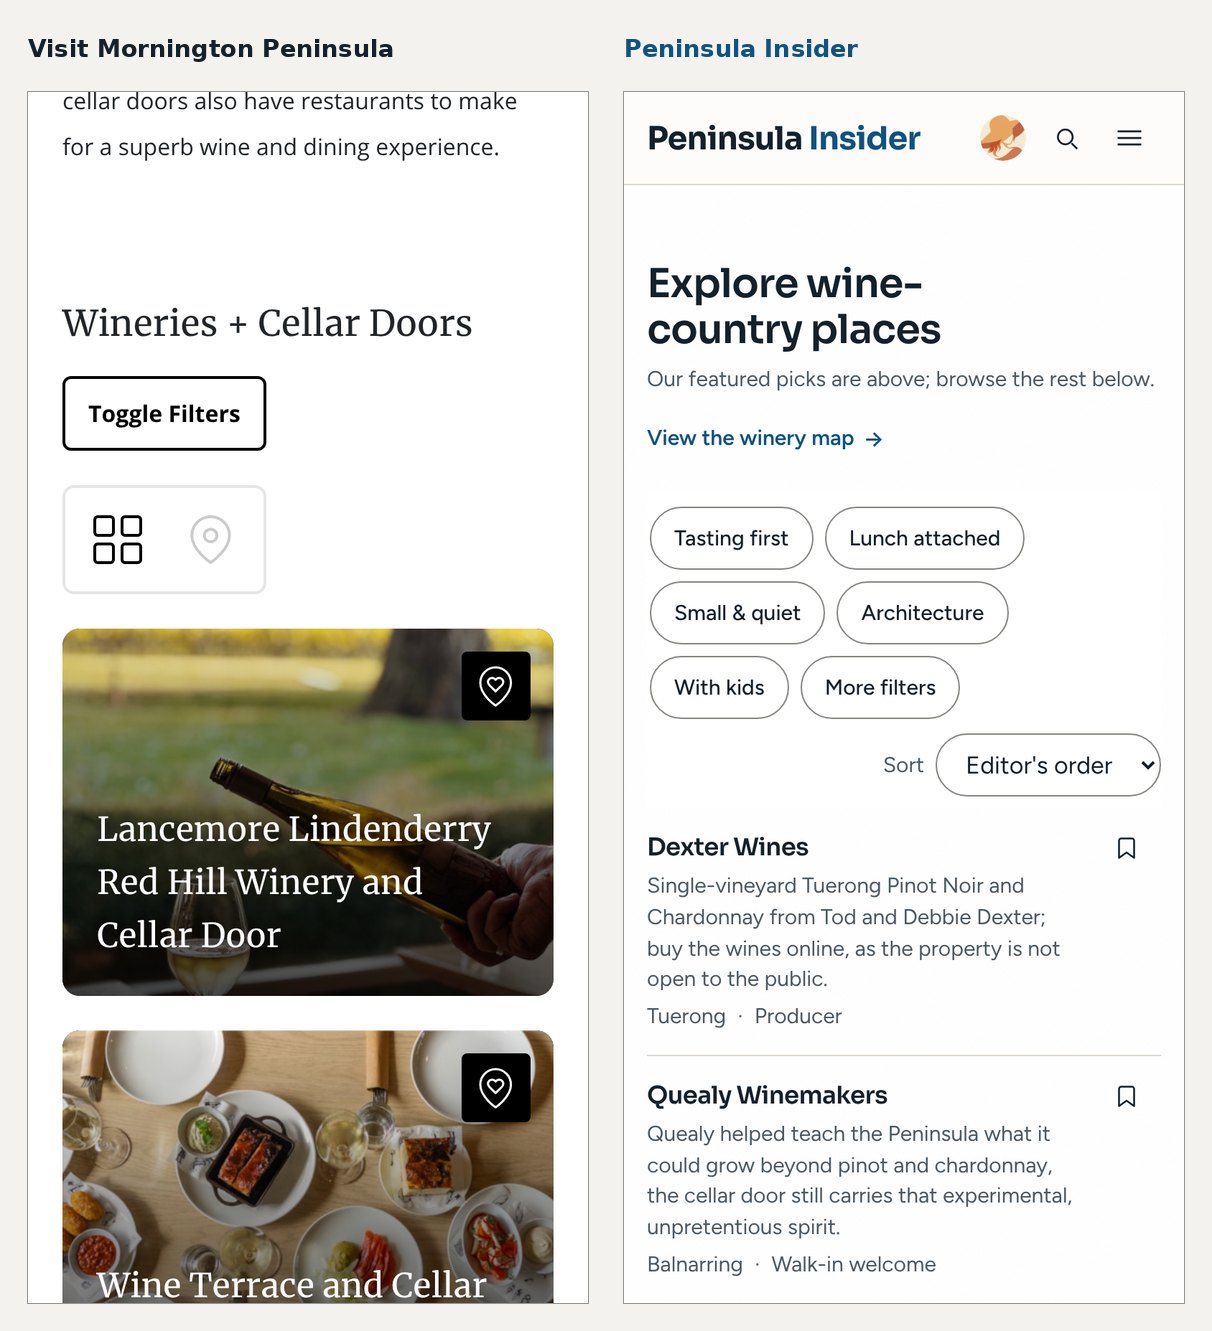 Visit Mornington Peninsula
cellar doors also have restaurants to make
for a superb wine and dining experience.
Wineries + Cellar Doors
Toggle Filters
Lancemore Lindenderry
Red Hill Winery and
Cellar Door
Wine Terrace and Cellar
Peninsula Insider
Peninsula Insider
Explore wine-
country places
Our featured picks are above; browse the rest below.
View the winery map →
Tasting first
Lunch attached
Small & quiet
Architecture
With kids
More filters
Sort
Editor's order
Dexter Wines
Single-vineyard Tuerong Pinot Noir and
Chardonnay from Tod and Debbie Dexter;
buy the wines online, as the property is not
open to the public.
Tuerong · Producer
Quealy Winemakers
Quealy helped teach the Peninsula what it
could grow beyond pinot and chardonnay,
the cellar door still carries that experimental,
unpretentious spirit.
Balnarring · Walk-in welcome